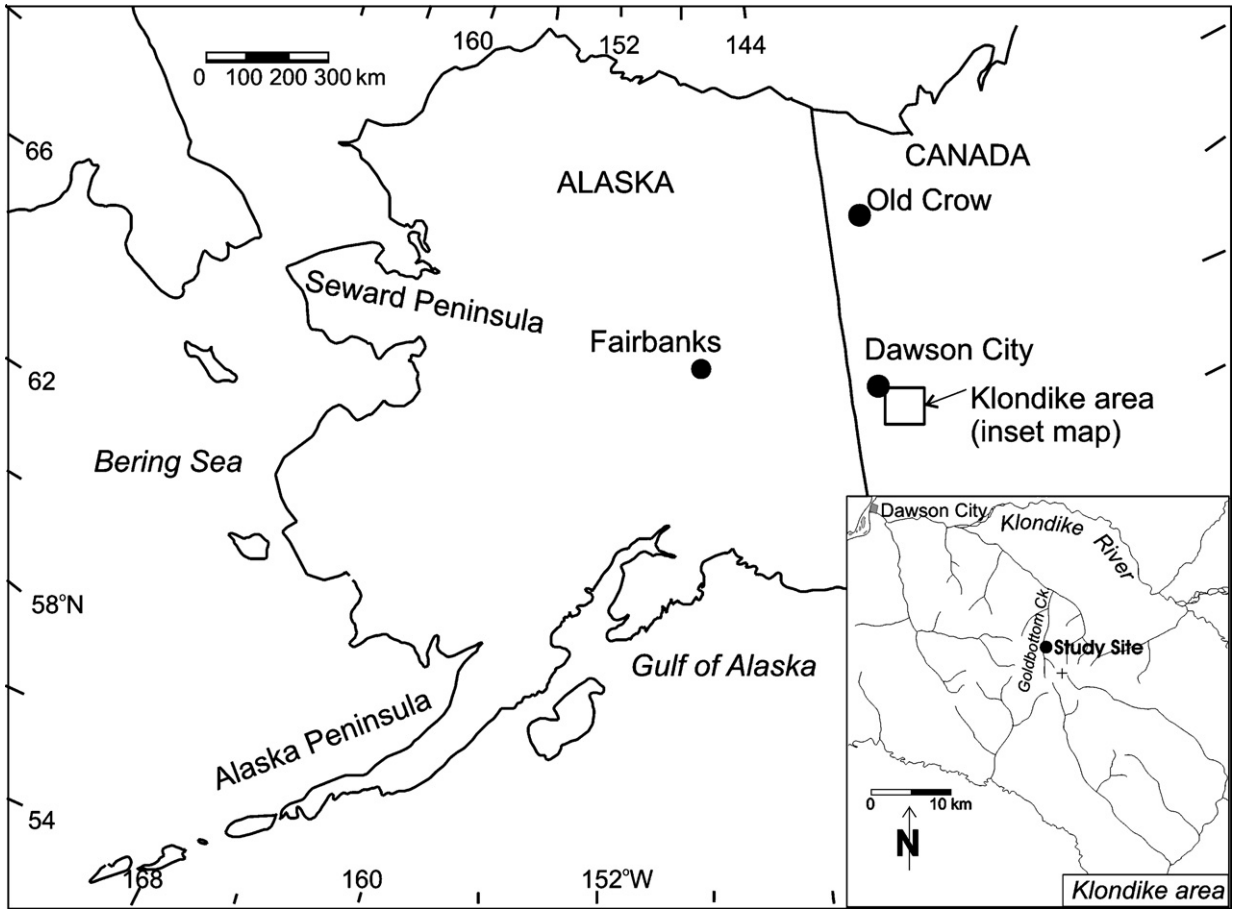 160
152
144
0 100 200 300 km
66
CANADA
ALASKA
Old Crow
Seward Peninsula
Fairbanks
Dawson City
62
Klondike area
(inset map)
Bering Sea
Dawson City
Klondike River
58°N
Goldbottom Ck.
Study Site
Gulf of Alaska
Alaska Peninsula
0 10 km
54
N
168
160
152°W
Klondike area